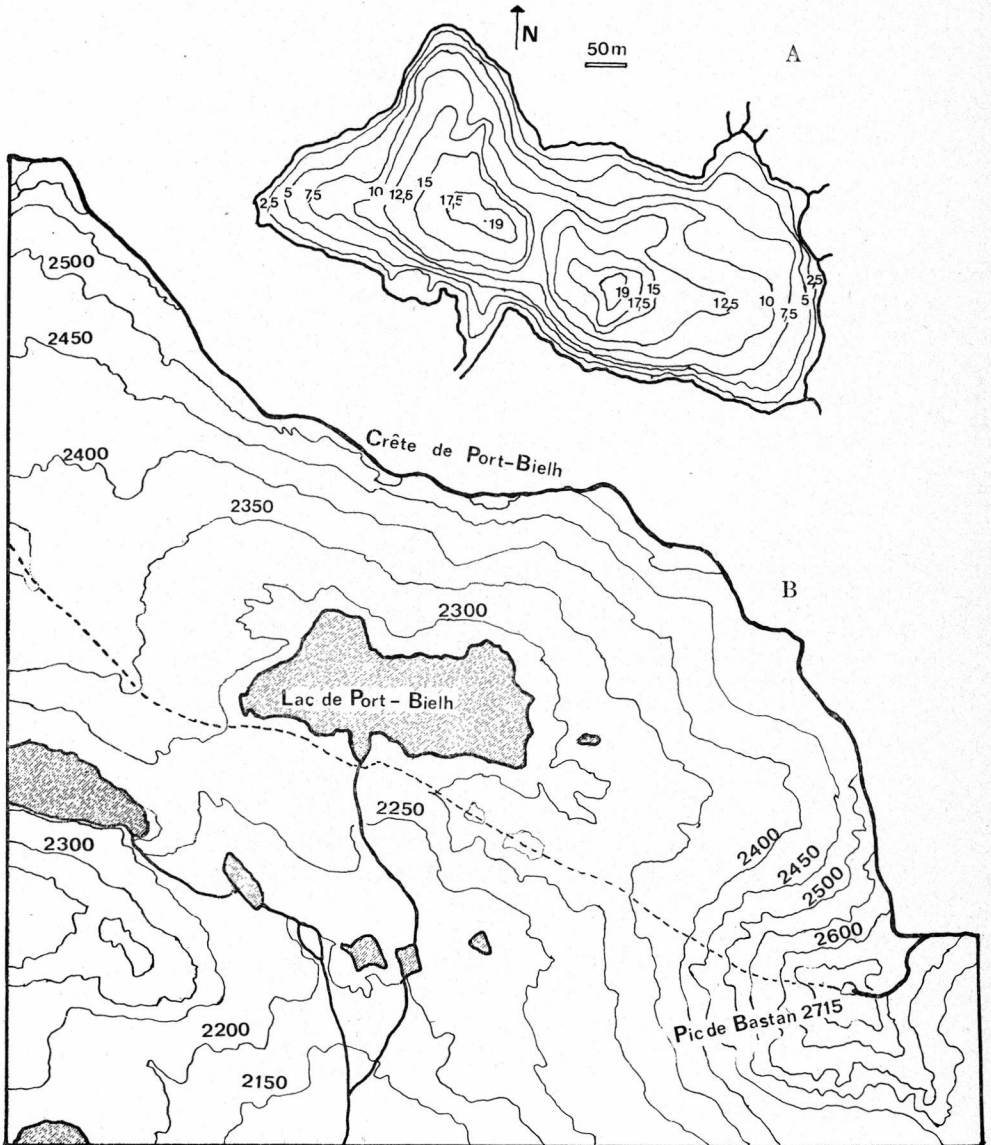 N
50m
A
2,5 5 7,5 10 12,5 15 17,5 19
19 17,5 15 12,5 10 7,5 5 2,5
2500
2450
Crête de Port-Bielh
2400
2350
B
2300
Lac de Port-Bielh
2250
2300
2400
2450
2500
2600
Pic de Bastan 2715
2200
2150